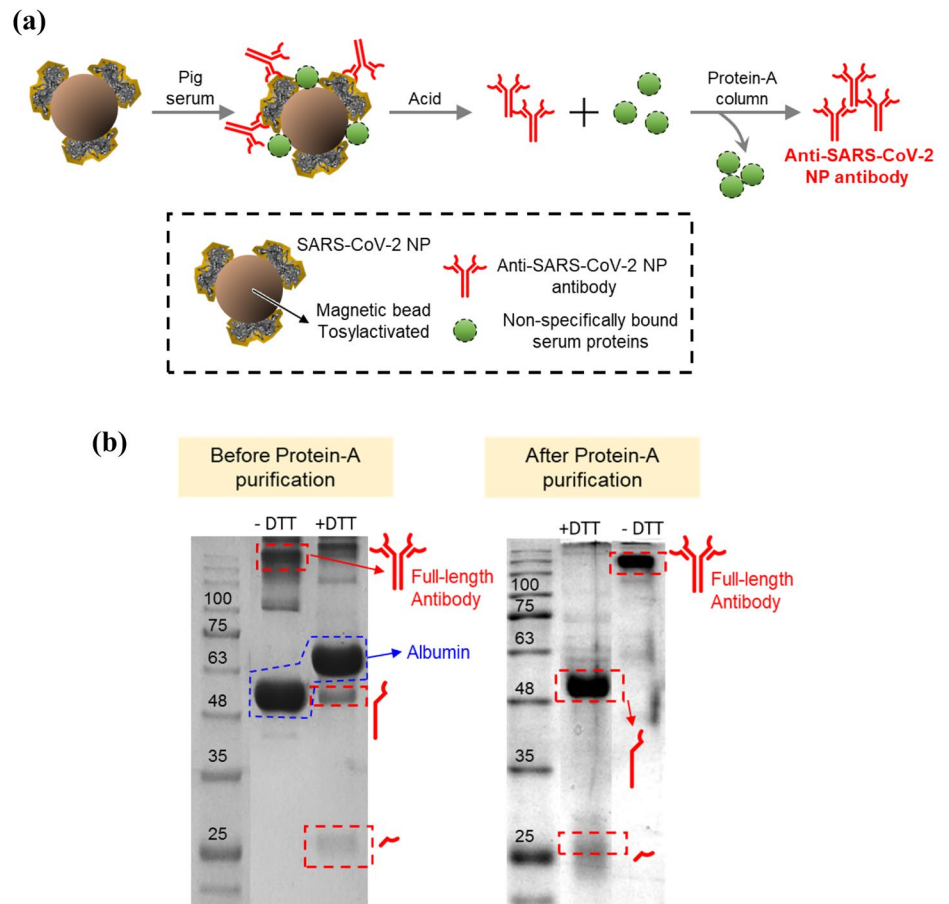 (a)
Pig
serum
Acid
Protein-A
column
Anti-SARS-CoV-2
NP antibody
SARS-CoV-2 NP
Magnetic bead
Tosylactivated
Anti-SARS-CoV-2 NP
antibody
Non-specifically bound
serum proteins
(b)
Before Protein-A
purification
- DTT +DTT
100
75
63
48
35
25
Full-length
Antibody
Albumin
After Protein-A
purification
+DTT - DTT
100
75
63
48
35
25
Full-length
Antibody